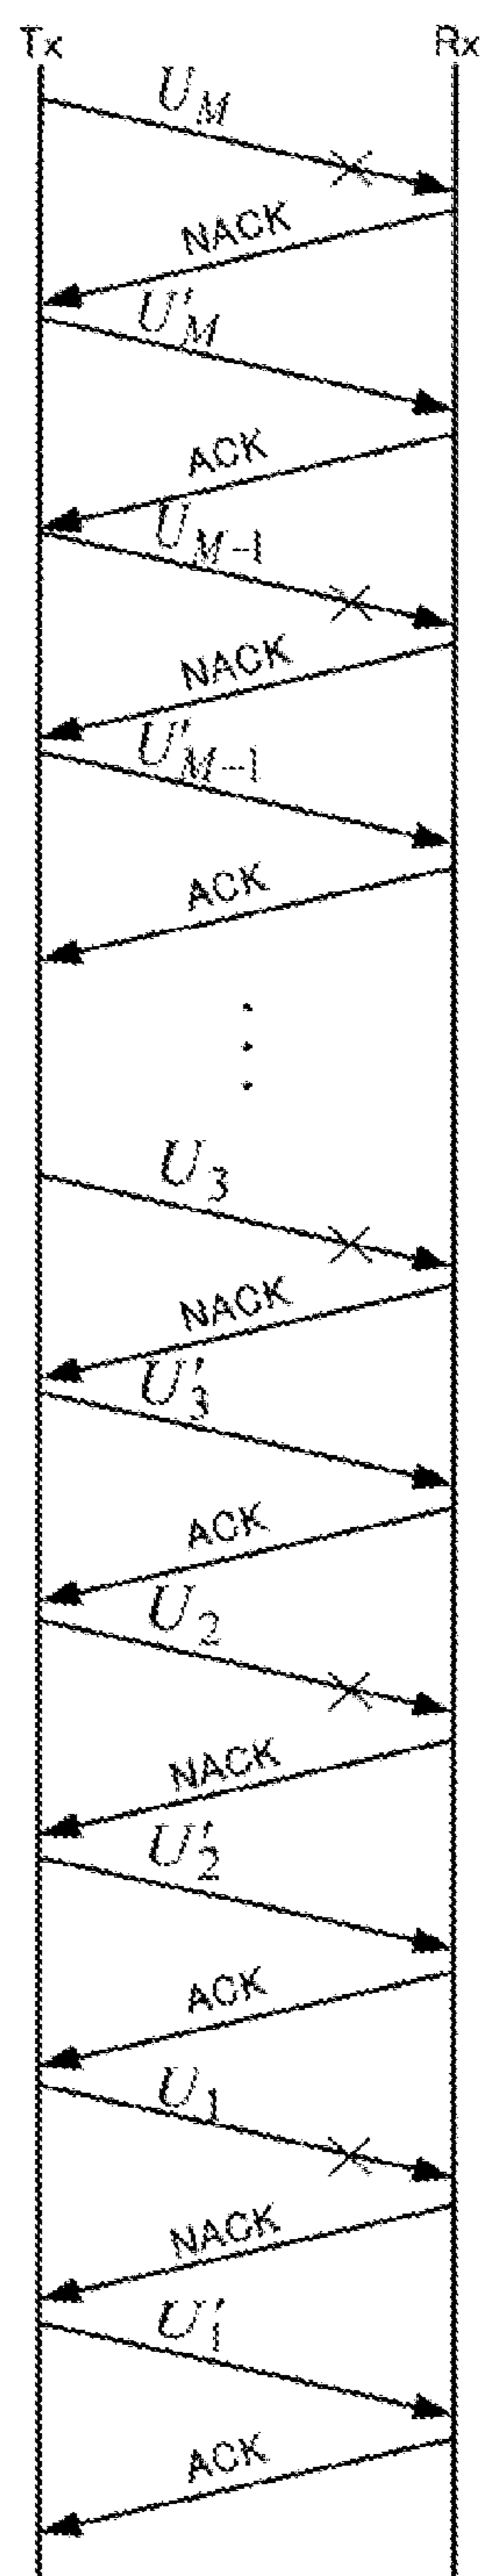 Tx Rx
U_M
NACK
U'_M
ACK
U_{M-1}
NACK
U'_{M-1}
ACK
⋮
U_3
NACK
U'_3
ACK
U_2
NACK
U'_2
ACK
U_1
NACK
U'_1
ACK